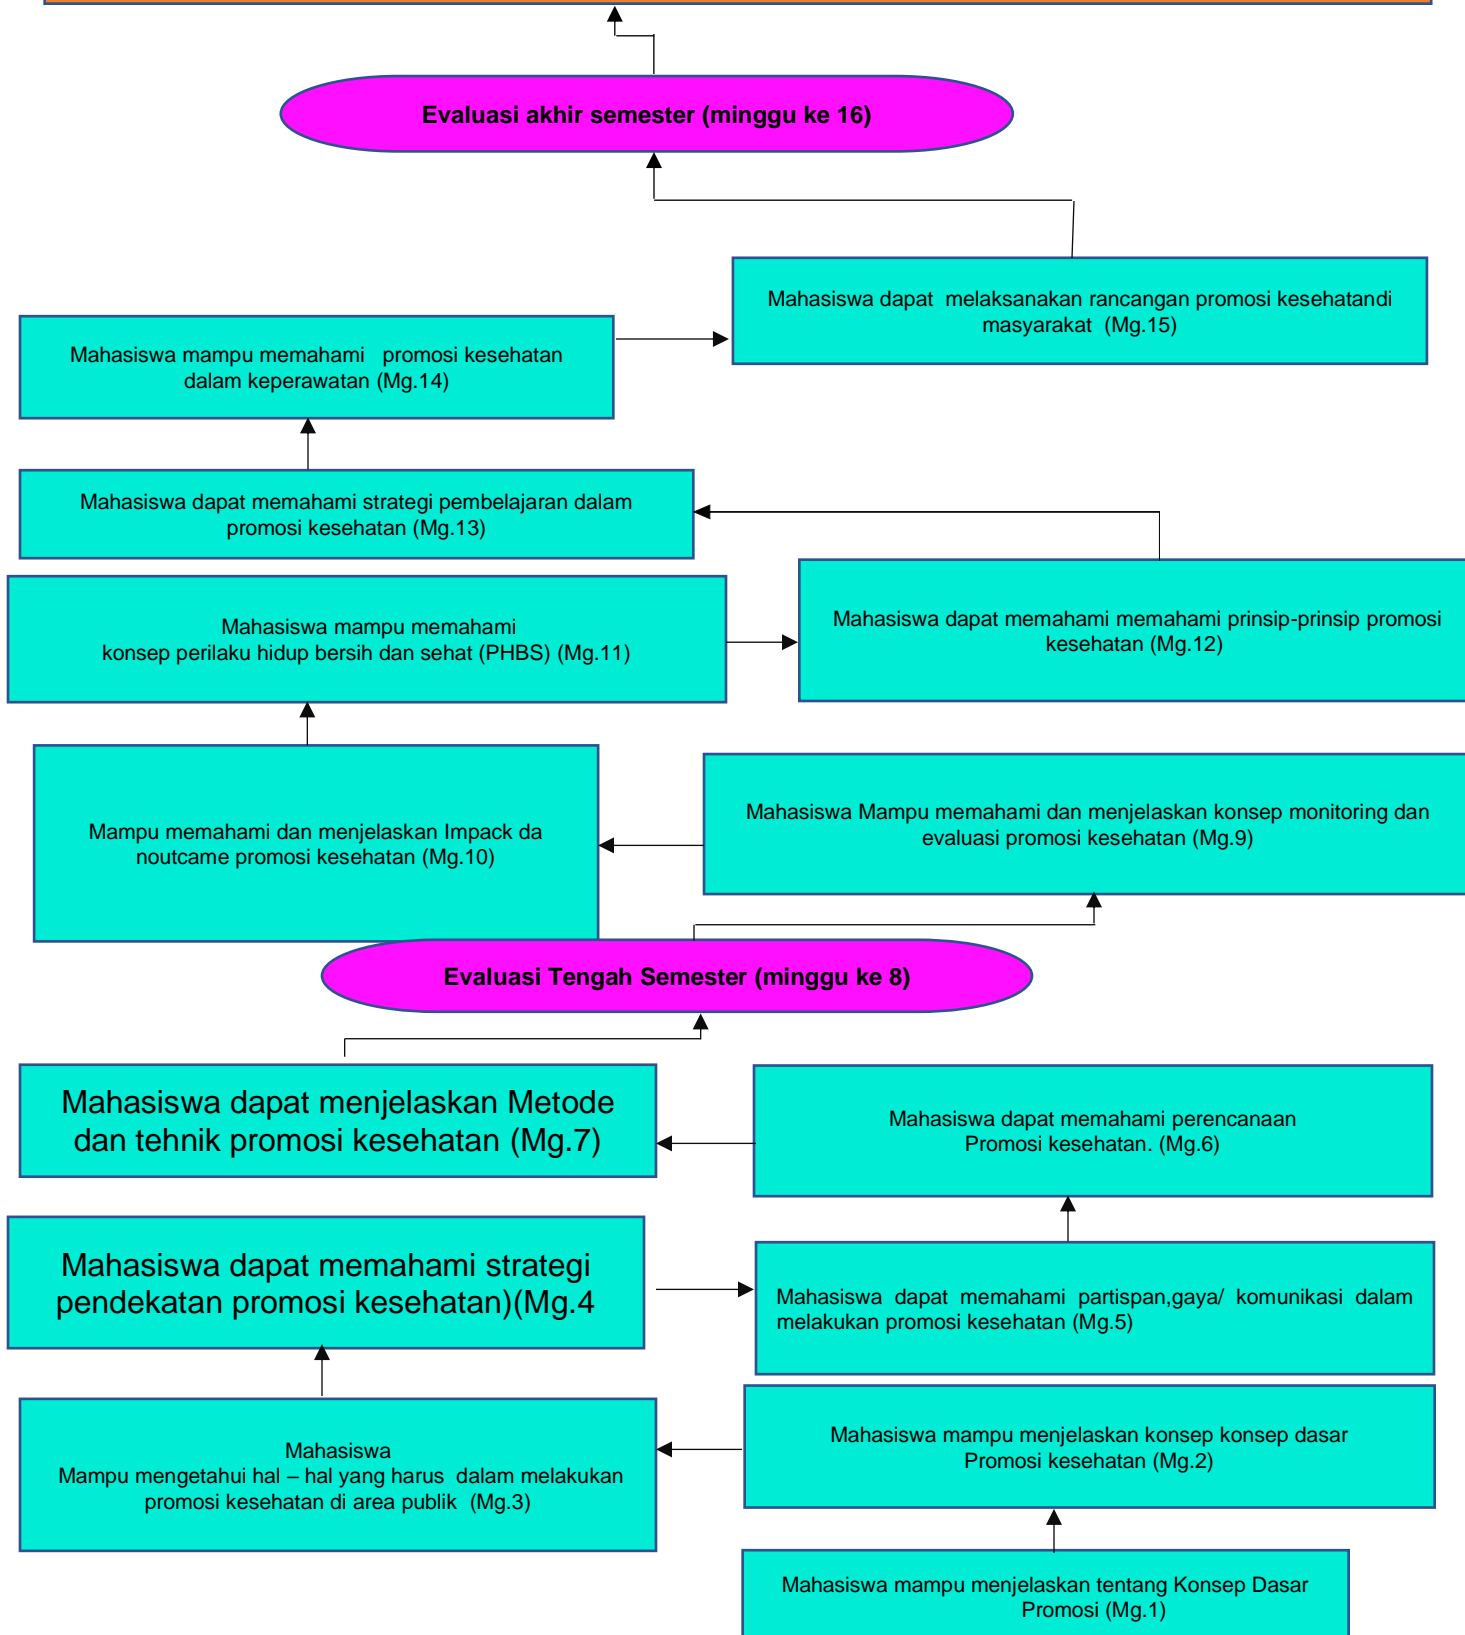 Evaluasi akhir semester (minggu ke 16)
Mahasiswa dapat  melaksanakan rancangan promosi kesehatandi
masyarakat  (Mg.15)
Mahasiswa mampu memahami   promosi kesehatan
dalam keperawatan (Mg.14)
Mahasiswa dapat memahami strategi pembelajaran dalam
promosi kesehatan (Mg.13)
Mahasiswa mampu memahami
konsep perilaku hidup bersih dan sehat (PHBS) (Mg.11)
Mahasiswa dapat memahami memahami prinsip-prinsip promosi
kesehatan (Mg.12)
Mampu memahami dan menjelaskan Impack da
noutcame promosi kesehatan (Mg.10)
Mahasiswa Mampu memahami dan menjelaskan konsep monitoring dan
evaluasi promosi kesehatan (Mg.9)
Evaluasi Tengah Semester (minggu ke 8)
Mahasiswa dapat menjelaskan Metode
dan tehnik promosi kesehatan (Mg.7)
Mahasiswa dapat memahami perencanaan
Promosi kesehatan. (Mg.6)
Mahasiswa dapat memahami strategi
pendekatan promosi kesehatan)(Mg.4
Mahasiswa dapat memahami partispan,gaya/ komunikasi dalam
melakukan promosi kesehatan (Mg.5)
Mahasiswa
Mampu mengetahui hal – hal yang harus  dalam melakukan
promosi kesehatan di area publik  (Mg.3)
Mahasiswa mampu menjelaskan konsep konsep dasar
Promosi kesehatan (Mg.2)
Mahasiswa mampu menjelaskan tentang Konsep Dasar
Promosi (Mg.1)